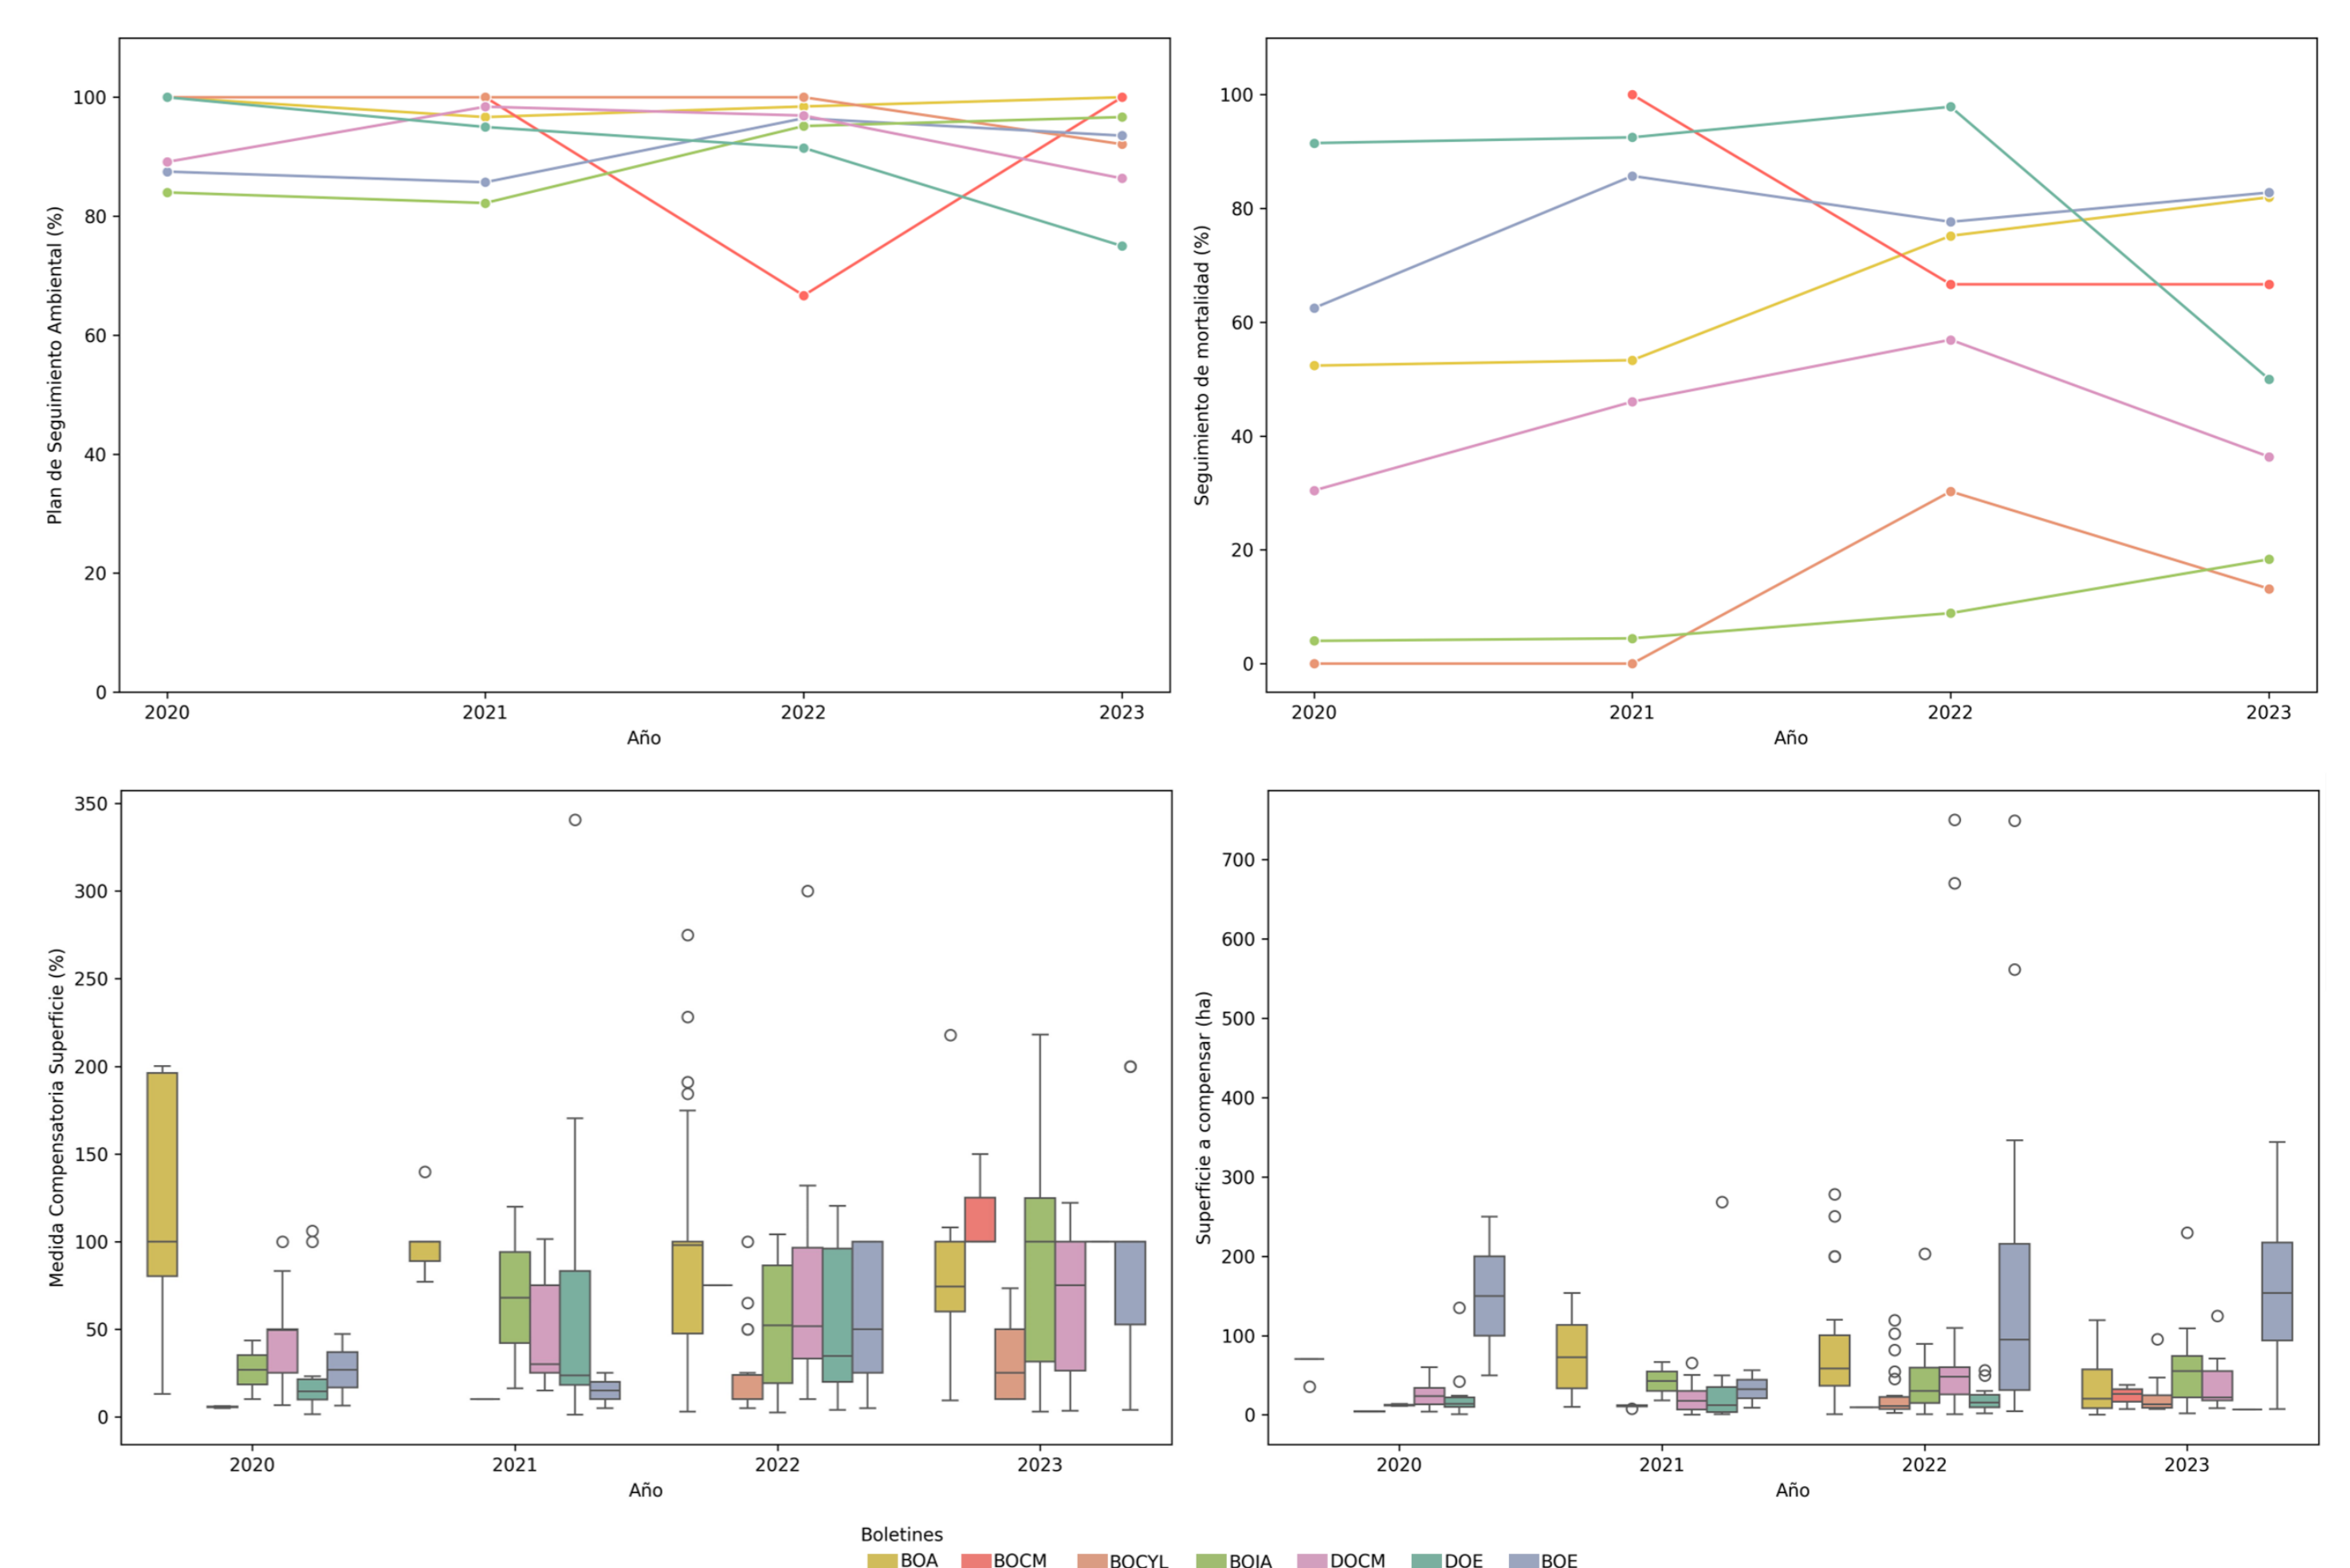 Plan de Seguimiento Ambiental (%)
100
80
60
40
20
0
2020 2021 2022 2023
Año
Seguimiento de mortalidad (%)
100
80
60
40
20
0
2020 2021 2022 2023
Año
Medida Compensatoria Superficie (%)
350
300
250
200
150
100
50
0
2020 2021 2022 2023
Año
Superficie a compensar (ha)
700
600
500
400
300
200
100
0
2020 2021 2022 2023
Año
Boletines
BOA BOCM BOCYL BOJA DOCM DOE BOE